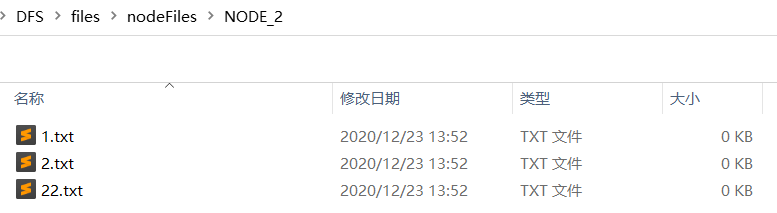 DFS > files > nodeFiles > NODE_2
名称 修改日期 类型 大小
1.txt 2020/12/23 13:52 TXT 文件 0 KB
2.txt 2020/12/23 13:52 TXT 文件 0 KB
22.txt 2020/12/23 13:52 TXT 文件 0 KB